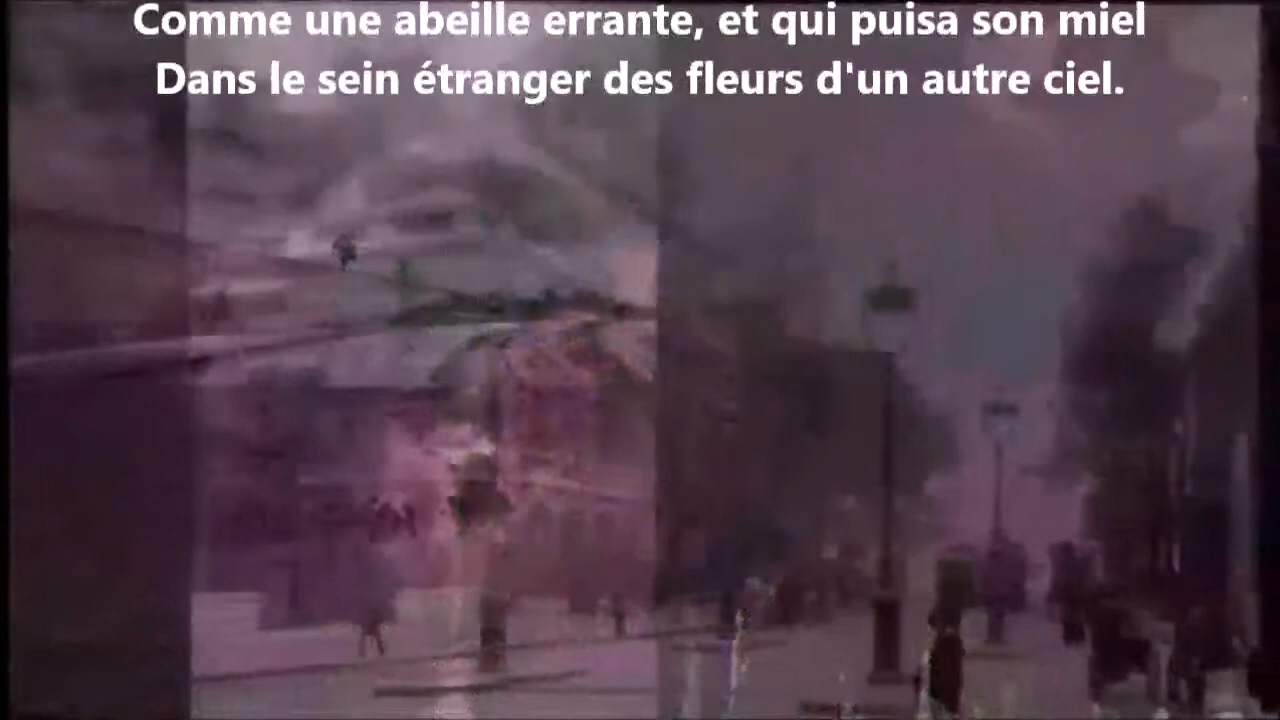 Comme une abeille errante, et qui puisa son miel
Dans le sein étranger des fleurs d'un autre ciel.